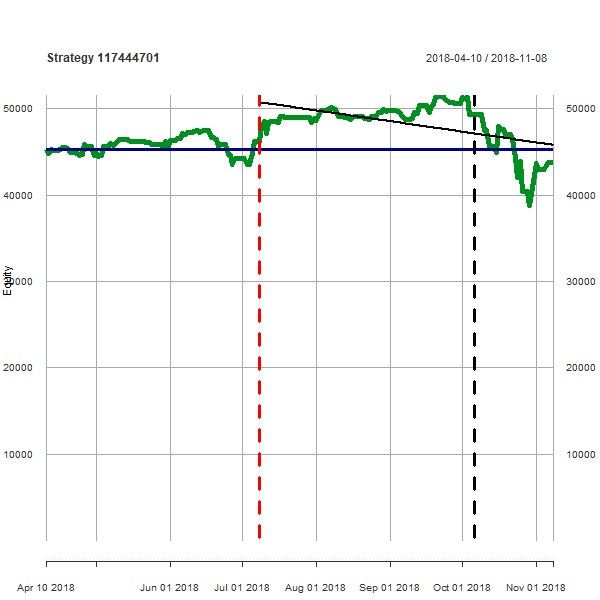 Strategy 117444701
2018-04-10 / 2018-11-08
50000
50000
40000
40000
Equity
30000
30000
20000
20000
10000
10000
Apr 10 2018
Jun 01 2018
Jul 01 2018
Aug 01 2018
Sep 01 2018
Oct 01 2018
Nov 01 2018